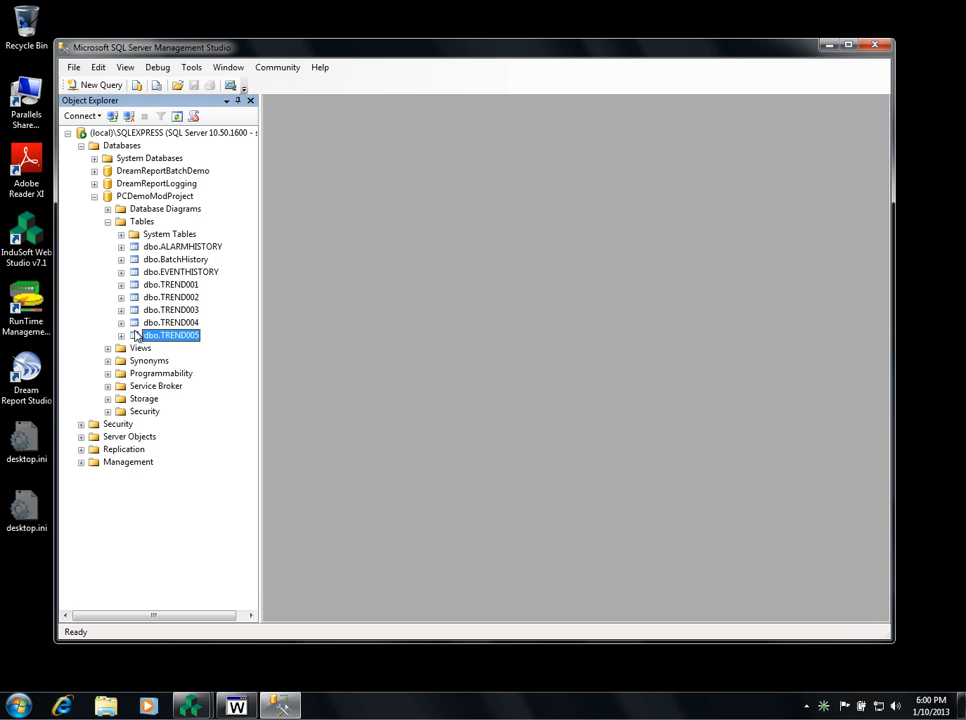 Recycle Bin
Parallels Share...
Adobe Reader XI
InduSoft Web Studio v7.1
RunTime Manageme...
Dream Report Studio
desktop.ini
desktop.ini
Microsoft SQL Server Management Studio
File Edit View Debug Tools Window Community Help
New Query
Object Explorer
Connect
(local)\SQLEXPRESS (SQL Server 10.50.1600 - s
Databases
System Databases
DreamReportBatchDemo
DreamReportLogging
PCDemoModProject
Database Diagrams
Tables
System Tables
dbo.ALARMHISTORY
dbo.BatchHistory
dbo.EVENTHISTORY
dbo.TREND001
dbo.TREND002
dbo.TREND003
dbo.TREND004
dbo.TREND005
Views
Synonyms
Programmability
Service Broker
Storage
Security
Security
Server Objects
Replication
Management
Ready
W
6:00 PM
1/10/2013